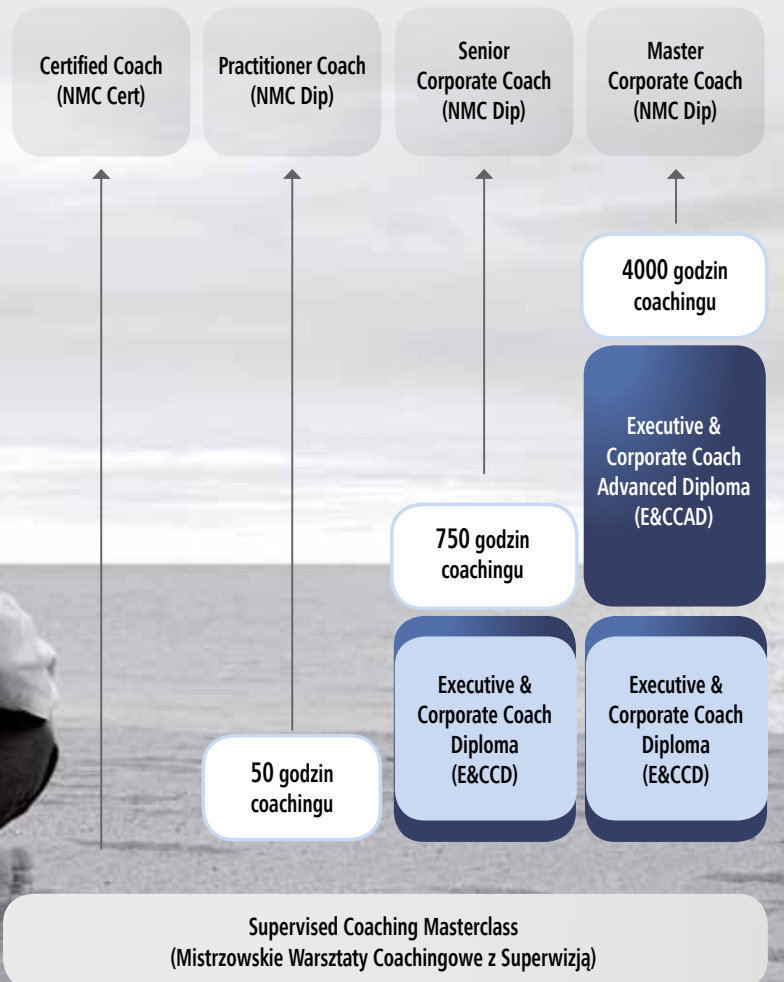 Certified Coach
(NMC Cert)
Practitioner Coach
(NMC Dip)
Senior
Corporate Coach
(NMC Dip)
Master
Corporate Coach
(NMC Dip)
4000 godzin
coachingu
Executive &
Corporate Coach
Advanced Diploma
(E&CCAD)
750 godzin
coachingu
Executive &
Corporate Coach
Diploma
(E&CCD)
Executive &
Corporate Coach
Diploma
(E&CCD)
50 godzin
coachingu
Supervised Coaching Masterclass
(Mistrzowskie Warsztaty Coachingowe z Superwizją)